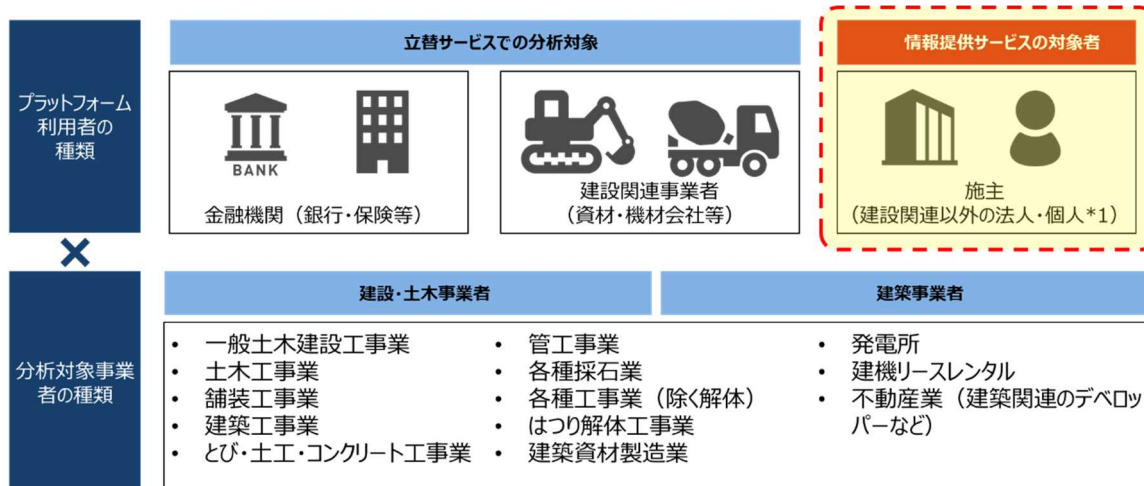 プラットフォーム
利用者の
種類
立替サービスでの分析対象
情報提供サービスの対象者
BANK
金融機関（銀行・保険等）
建設関連事業者
（資材・機材会社等）
施主
（建設関連以外の法人・個人*1）
×
分析対象事業
者の種類
建設・土木事業者
建築事業者
• 一般土木建設工事業
• 土木工事業
• 舗装工事業
• 建築工事業
• とび・土工・コンクリート工事業
• 管工事業
• 各種採石業
• 各種工事業（除く解体）
• はつり解体工事業
• 建築資材製造業
• 発電所
• 建機リースレンタル
• 不動産業（建築関連のデベロッ
パーなど）